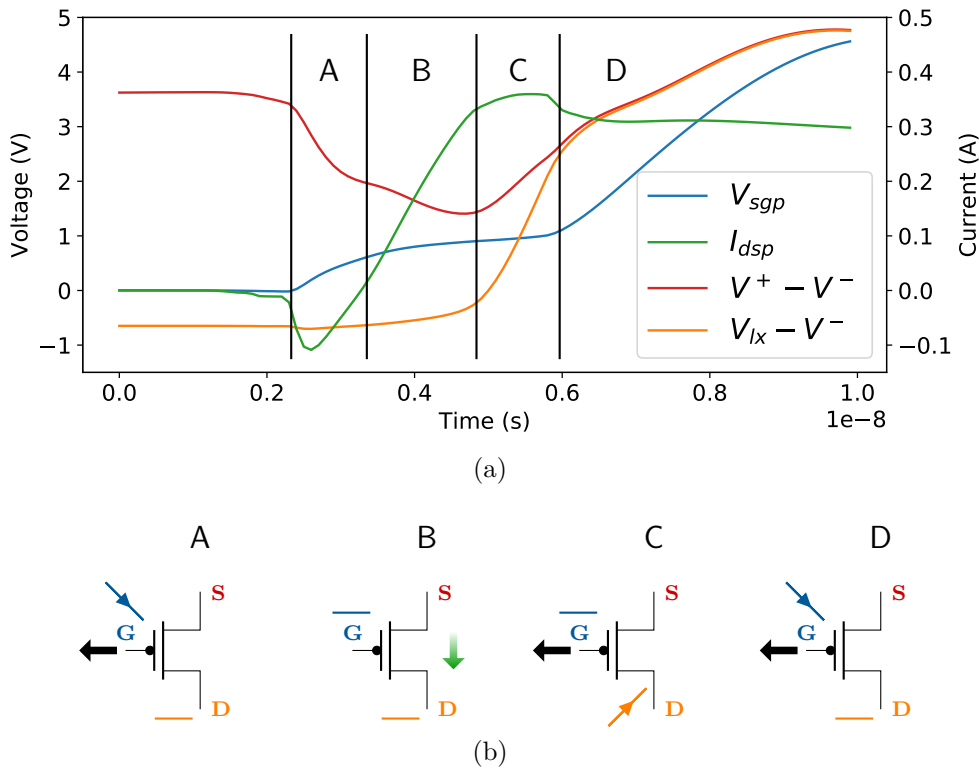 5
4
3
2
1
0
−1
Voltage (V)
A
B
C
D
0.5
0.4
0.3
0.2
0.1
0.0
−0.1
Current (A)
V_sgp
I_dsp
V⁺ − V⁻
V_lx − V⁻
0.0
0.2
0.4
0.6
0.8
1.0
Time (s)
1e−8
(a)
A
B
C
D
S
G
D
S
G
D
S
G
D
S
G
D
(b)